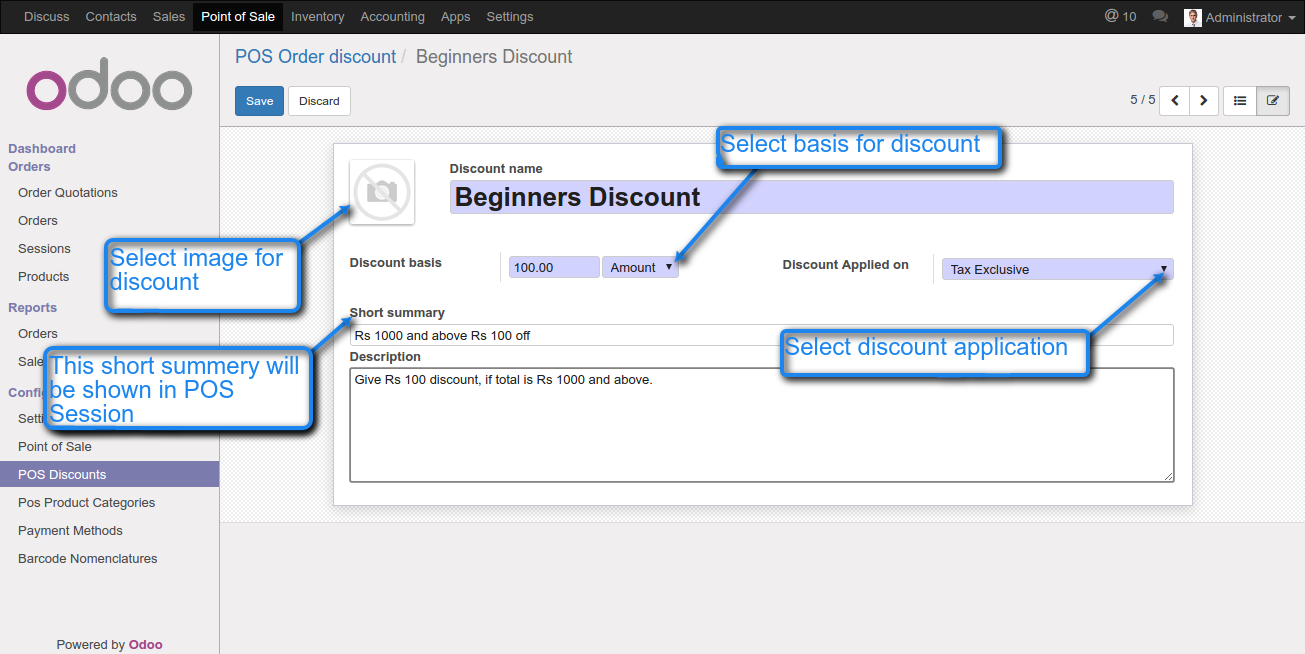 Discuss Contacts Sales Point of Sale Inventory Accounting Apps Settings @ 10 Administrator
odoo
POS Order discount / Beginners Discount
Save Discard
5 / 5
Dashboard
Orders
Order Quotations
Orders
Sessions
Products
Reports
Orders
Sale
Config
Setti
Point of Sale
POS Discounts
Pos Product Categories
Payment Methods
Barcode Nomenclatures
Powered by Odoo
Select basis for discount
Discount name
Beginners Discount
Select image for
discount
Discount basis
100.00 Amount
Discount Applied on
Tax Exclusive
Short summary
Rs 1000 and above Rs 100 off
Select discount application
This short summery will
be shown in POS
Session
Description
Give Rs 100 discount, if total is Rs 1000 and above.